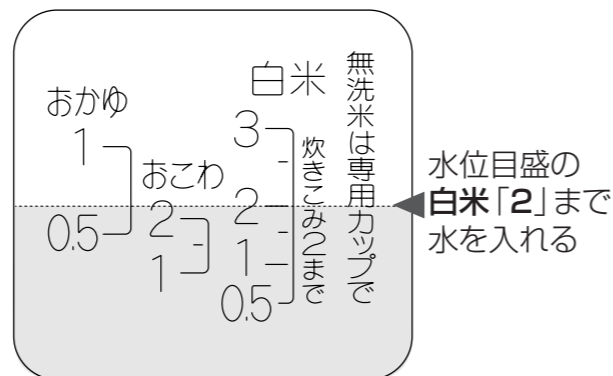 おかゆ
1
0.5
おこわ
2
1
白米
3
2
1
0.5
炊きこみ2まで
無洗米は専用カップで
水位目盛の
白米「2」まで
水を入れる